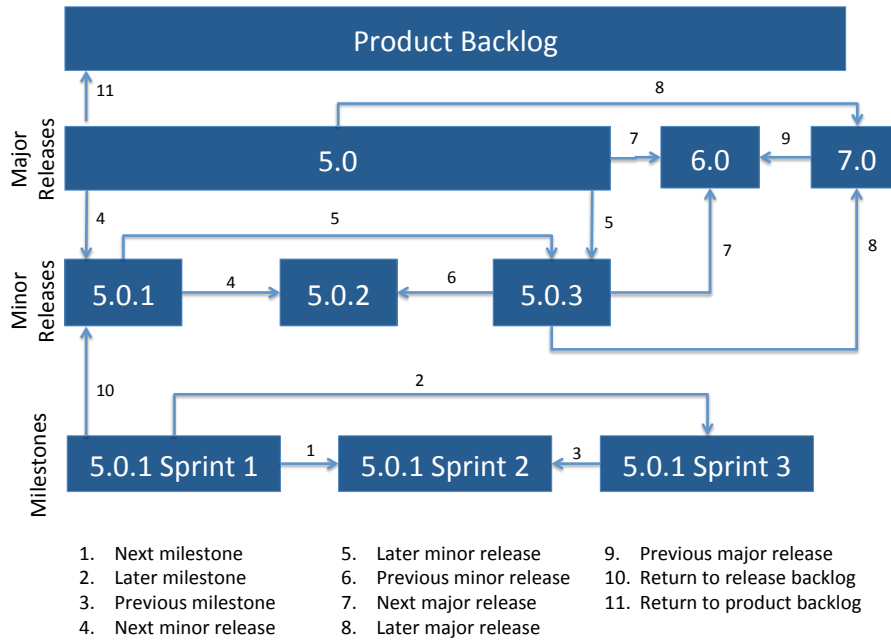 Product Backlog
11
8
Major
Releases
5.0
7
6.0
9
7.0
4
5
5
7
8
Minor
Releases
5.0.1
4
5.0.2
6
5.0.3
10
2
Milestones
5.0.1 Sprint 1
1
5.0.1 Sprint 2
3
5.0.1 Sprint 3
1. Next milestone
2. Later milestone
3. Previous milestone
4. Next minor release
5. Later minor release
6. Previous minor release
7. Next major release
8. Later major release
9. Previous major release
10. Return to release backlog
11. Return to product backlog